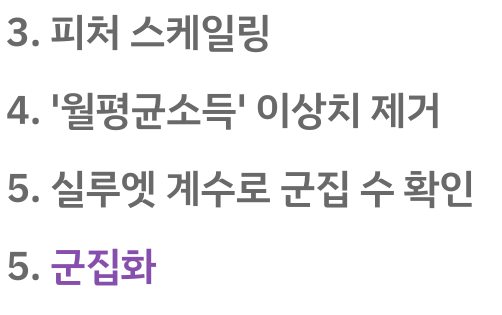 3. 피처 스케일링
4. '월평균소득' 이상치 제거
5. 실루엣 계수로 군집 수 확인
5. 군집화